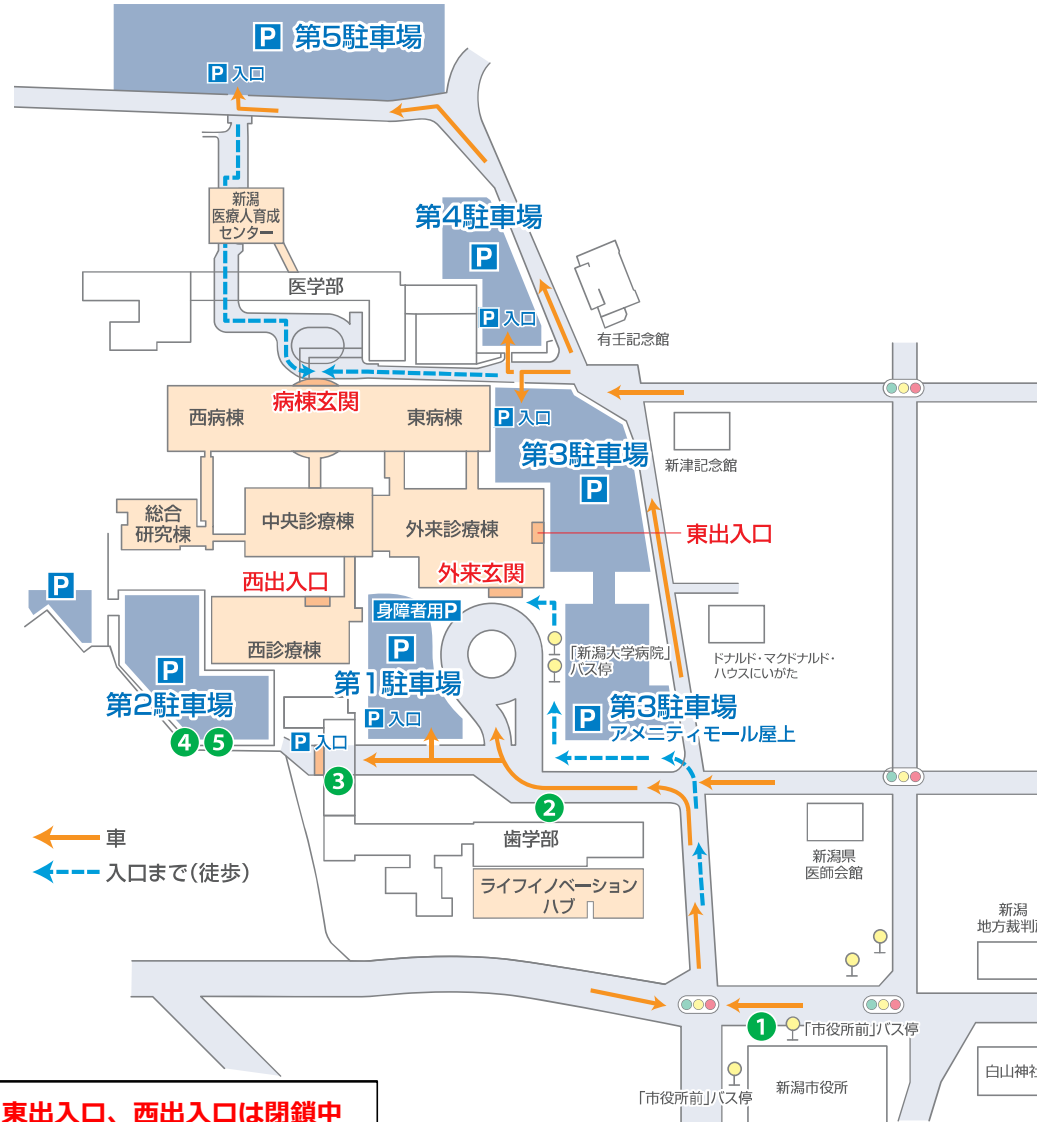 P 第5駐車場
P 入口
新潟
医療人育成
センター
第4駐車場
P
医学部
P 入口
有壬記念館
病棟玄関
西病棟
東病棟
P 入口
第3駐車場
P
新津記念館
総合
研究棟
中央診療棟
外来診療棟
東出入口
西出入口
外来玄関
P
身障者用P
西診療棟
P
P
「新潟大学病院」
バス停
ドナルド・マクドナルド・
ハウスにいがた
第2駐車場
第1駐車場
P 第3駐車場
アメニティモール屋上
P 入口
4 5
P 入口
3
2
車
入口まで(徒歩)
歯学部
新潟県
医師会館
ライフイノベーション
ハブ
新潟
地方裁判
1
「市役所前」バス停
「市役所前」バス停
新潟市役所
白山神社
東出入口、西出入口は閉鎖中